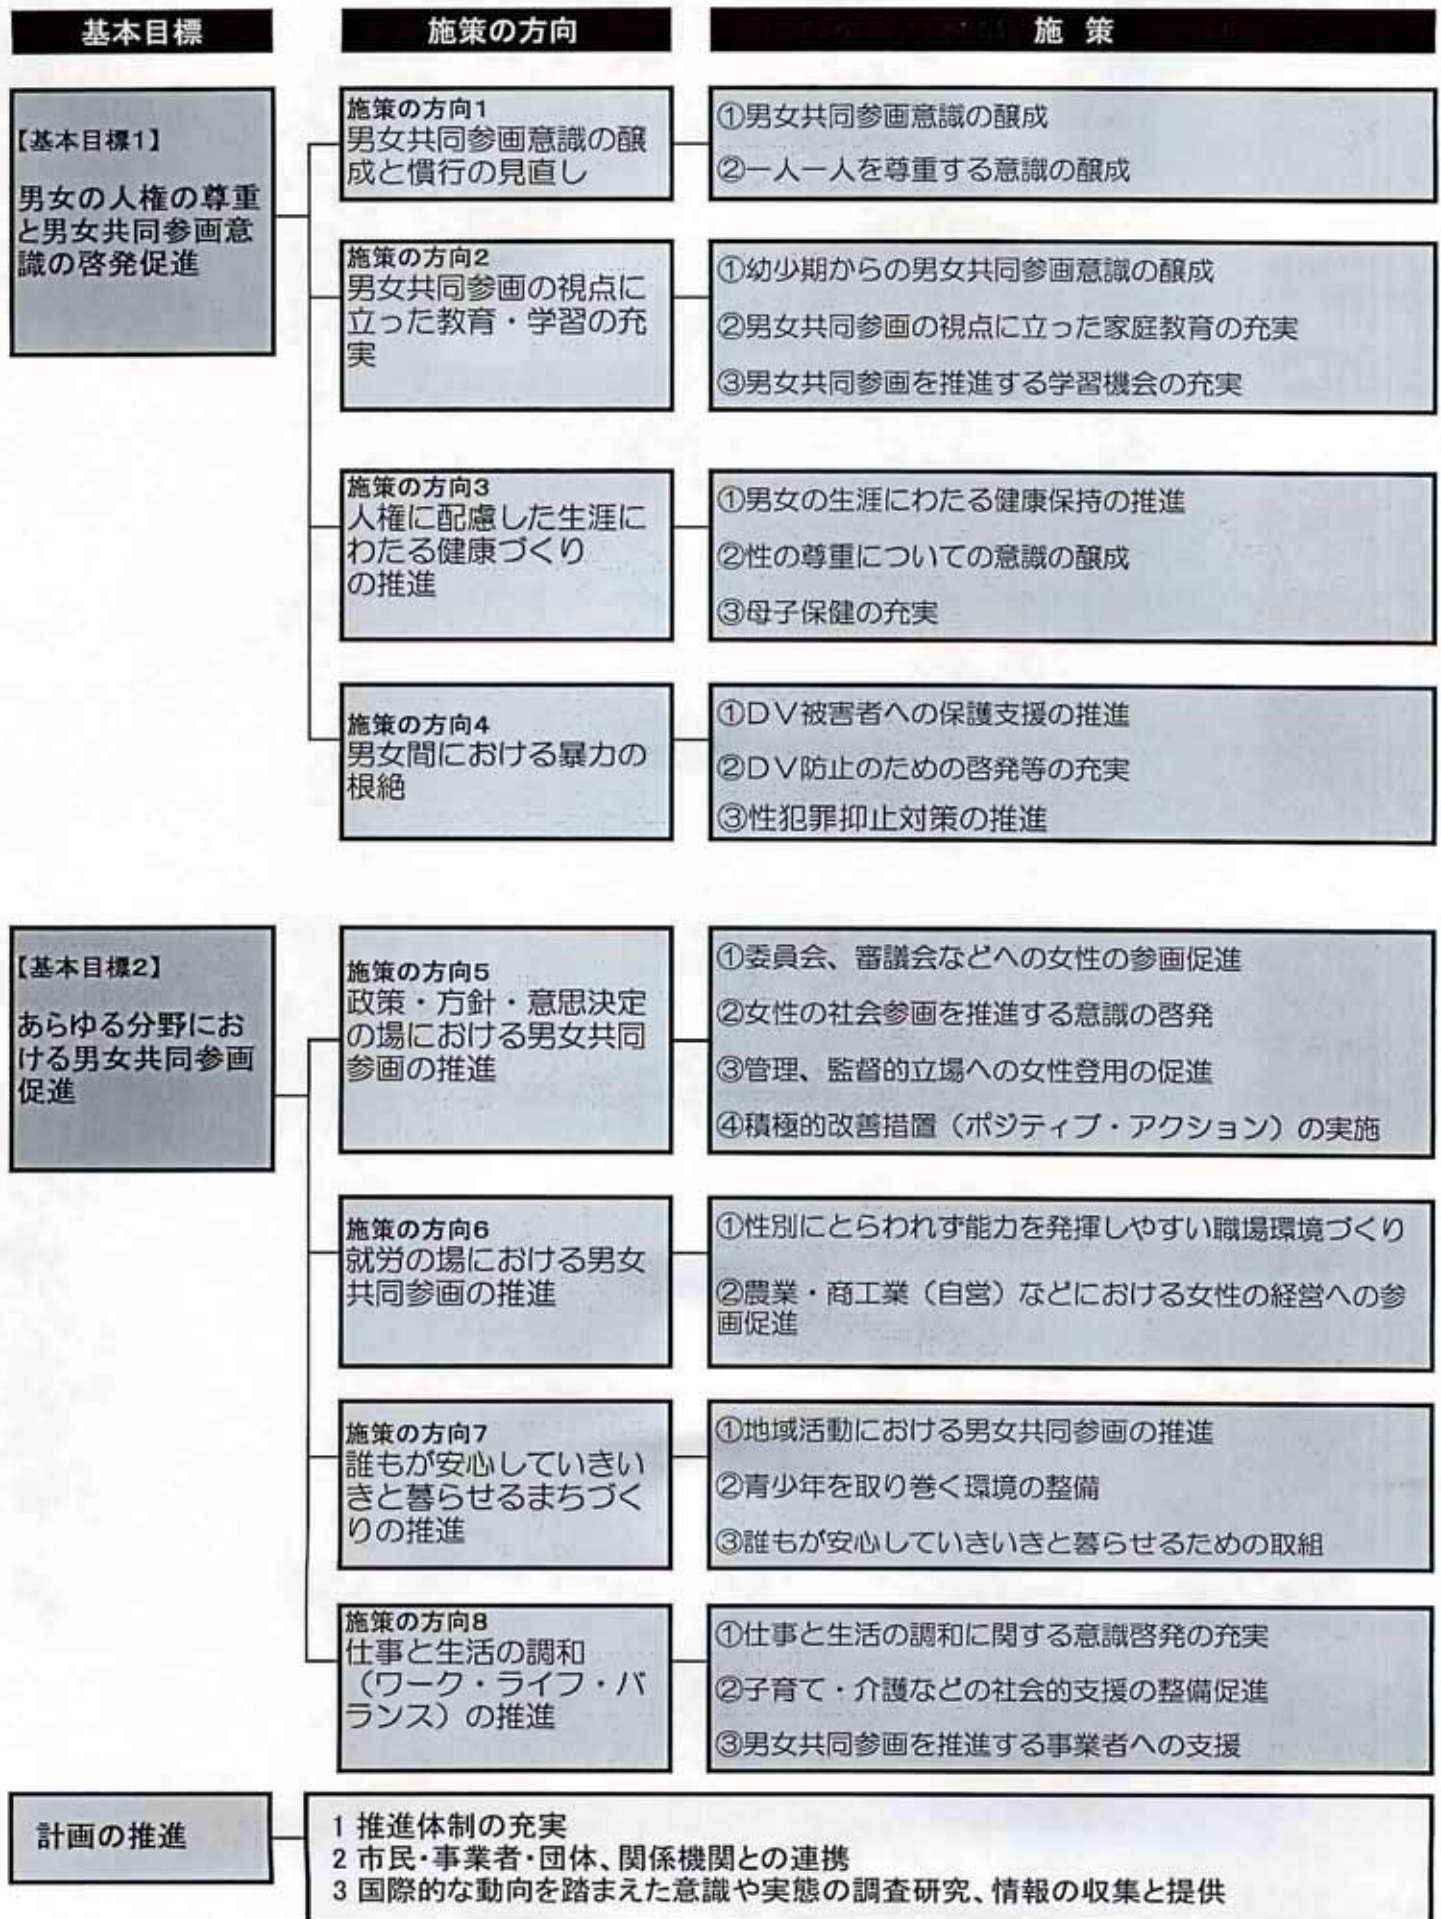 基本目標
施策の方向
施 策
【基本目標1】
男女の人権の尊重
と男女共同参画意
識の啓発促進
施策の方向1
男女共同参画意識の醸
成と慣行の見直し
①男女共同参画意識の醸成
②一人一人を尊重する意識の醸成
施策の方向2
男女共同参画の視点に
立った教育・学習の充
実
①幼少期からの男女共同参画意識の醸成
②男女共同参画の視点に立った家庭教育の充実
③男女共同参画を推進する学習機会の充実
施策の方向3
人権に配慮した生涯に
わたる健康づくり
の推進
①男女の生涯にわたる健康保持の推進
②性の尊重についての意識の醸成
③母子保健の充実
施策の方向4
男女間における暴力の
根絶
①DV被害者への保護支援の推進
②DV防止のための啓発等の充実
③性犯罪抑止対策の推進
【基本目標2】
あらゆる分野にお
ける男女共同参画
促進
施策の方向5
政策・方針・意思決定
の場における男女共同
参画の推進
①委員会、審議会などへの女性の参画促進
②女性の社会参画を推進する意識の啓発
③管理、監督的立場への女性登用の促進
④積極的改善措置（ポジティブ・アクション）の実施
施策の方向6
就労の場における男女
共同参画の推進
①性別にとらわれず能力を発揮しやすい職場環境づくり
②農業・商工業（自営）などにおける女性の経営への参
画促進
施策の方向7
誰もが安心していきい
きと暮らせるまちづく
りの推進
①地域活動における男女共同参画の推進
②青少年を取り巻く環境の整備
③誰もが安心していきいきと暮らせるための取組
施策の方向8
仕事と生活の調和
（ワーク・ライフ・バ
ランス）の推進
①仕事と生活の調和に関する意識啓発の充実
②子育て・介護などの社会的支援の整備促進
③男女共同参画を推進する事業者への支援
計画の推進
1 推進体制の充実
2 市民・事業者・団体、関係機関との連携
3 国際的な動向を踏まえた意識や実態の調査研究、情報の収集と提供